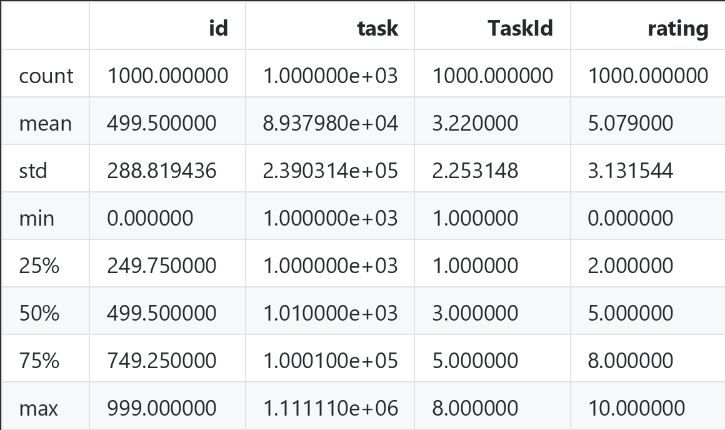 id task TaskId rating
count 1000.000000 1.000000e+03 1000.000000 1000.000000
mean 499.500000 8.937980e+04 3.220000 5.079000
std 288.819436 2.390314e+05 2.253148 3.131544
min 0.000000 1.000000e+03 1.000000 0.000000
25% 249.750000 1.000000e+03 1.000000 2.000000
50% 499.500000 1.010000e+03 3.000000 5.000000
75% 749.250000 1.000100e+05 5.000000 8.000000
max 999.000000 1.111110e+06 8.000000 10.000000